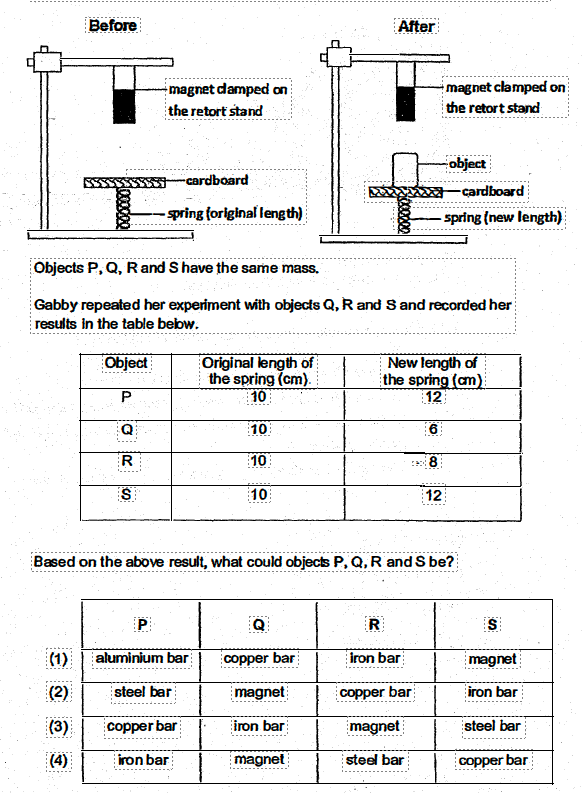 Before
After
magnet clamped on
the retort stand
magnet clamped on
the retort stand
object
cardboard
cardboard
spring (original length)
spring (new length)
Objects P, Q, R and S have the same mass.
Gabby repeated her experiment with objects Q, R and S and recorded her
results in the table below.
Object Original length of the spring (cm). New length of the spring (cm)
P 10 12
Q 10 6
R 10 8
S 10 12
Based on the above result, what could objects P, Q, R and S be?
P Q R S
(1) aluminium bar copper bar iron bar magnet
(2) steel bar magnet copper bar iron bar
(3) copper bar iron bar magnet steel bar
(4) iron bar magnet steel bar copper bar